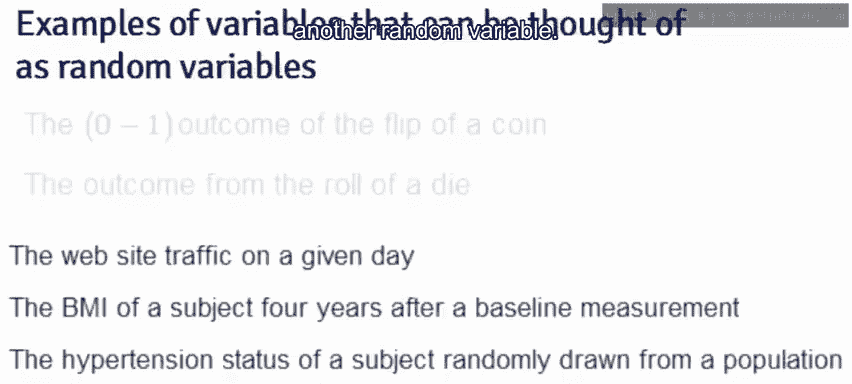 Examples of variables that can be thought of
another random variable.
as random variables
The (0 − 1) outcome of the flip of a coin
The outcome from the roll of a die
The web site traffic on a given day
The BMI of a subject four years after a baseline measurement
The hypertension status of a subject randomly drawn from a population